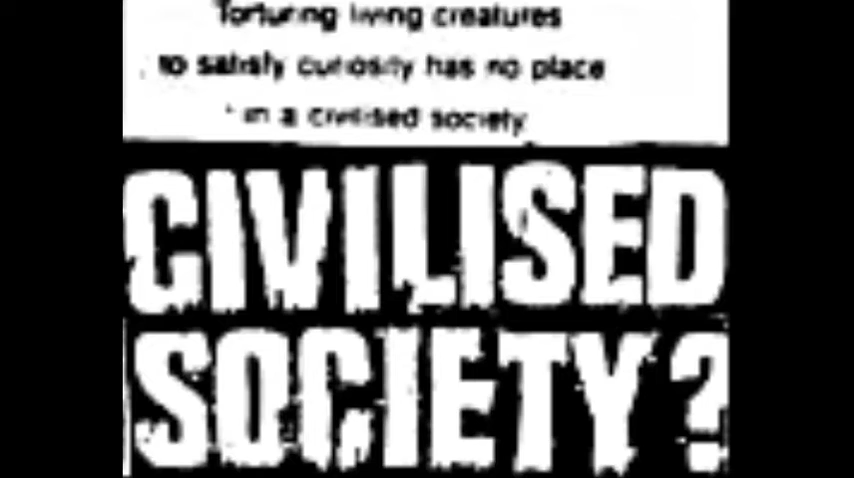 Torturing living creatures
to satisfy curiosity has no place
in a civilised society
CIVILISED
SOCIETY?